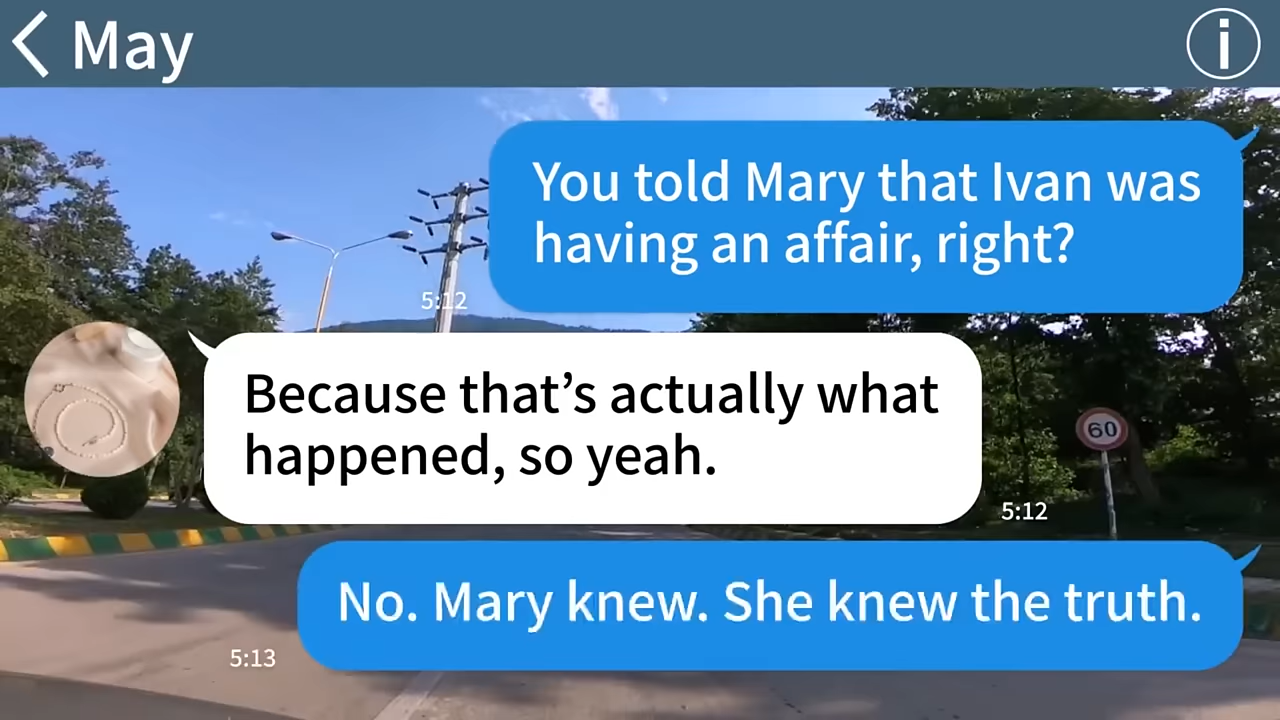 May
You told Mary that Ivan was
having an affair, right?
5:12
Because that’s actually what
happened, so yeah.
5:12
60
No. Mary knew. She knew the truth.
5:13